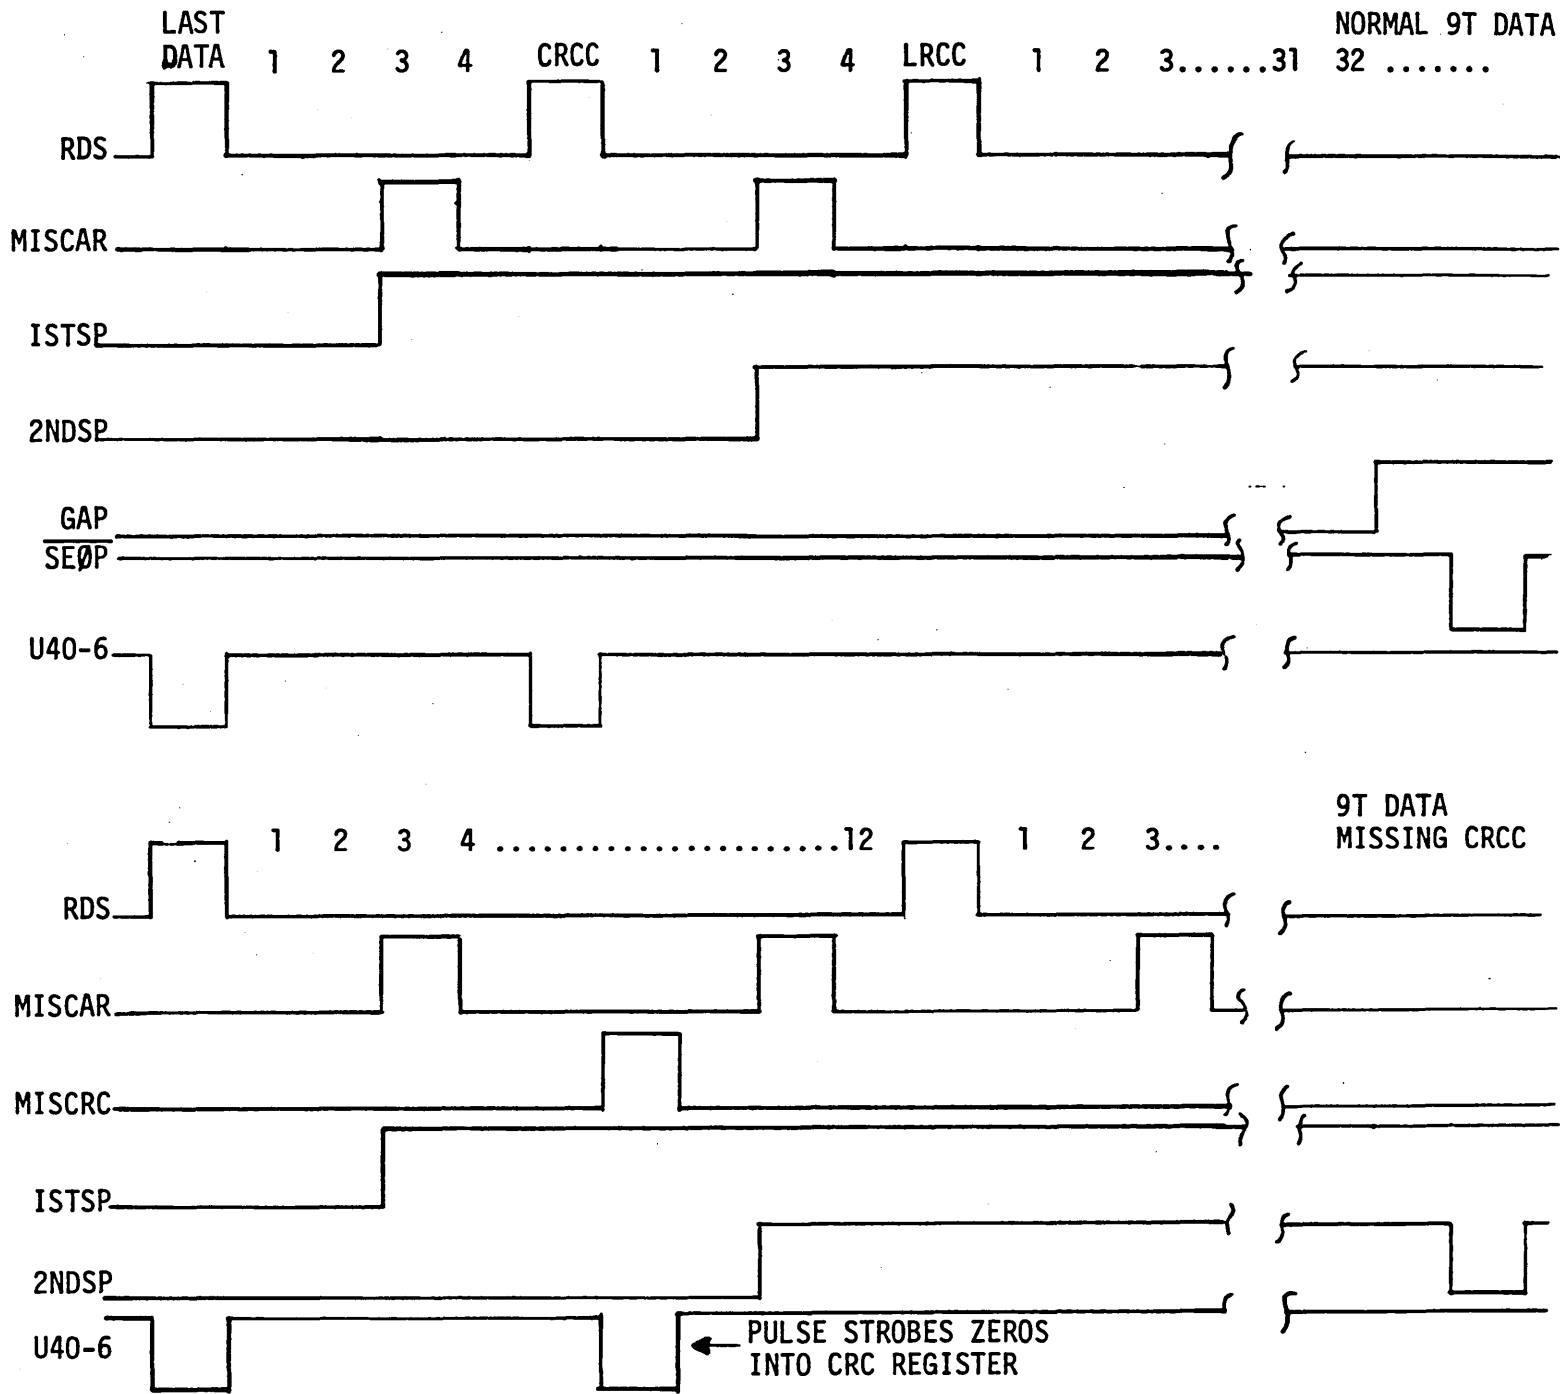 LAST
DATA 1 2 3 4 CRCC 1 2 3 4 LRCC 1 2 3......31 32 .......
NORMAL 9T DATA
RDS
MISCAR
ISTSP
2NDSP
GAP
SEØP
U40-6
9T DATA
MISSING CRCC
1 2 3 4 ......................12 1 2 3....
RDS
MISCAR
MISCRC
ISTSP
2NDSP
U40-6
PULSE STROBES ZEROS
INTO CRC REGISTER